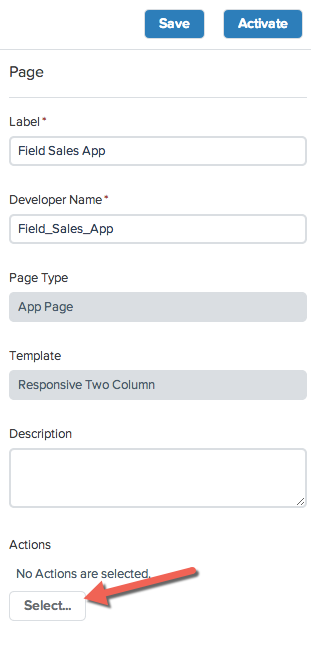 Save Activate
Page
Label*
Field Sales App
Developer Name*
Field_Sales_App
Page Type
App Page
Template
Responsive Two Column
Description
Actions
No Actions are selected.
Select...